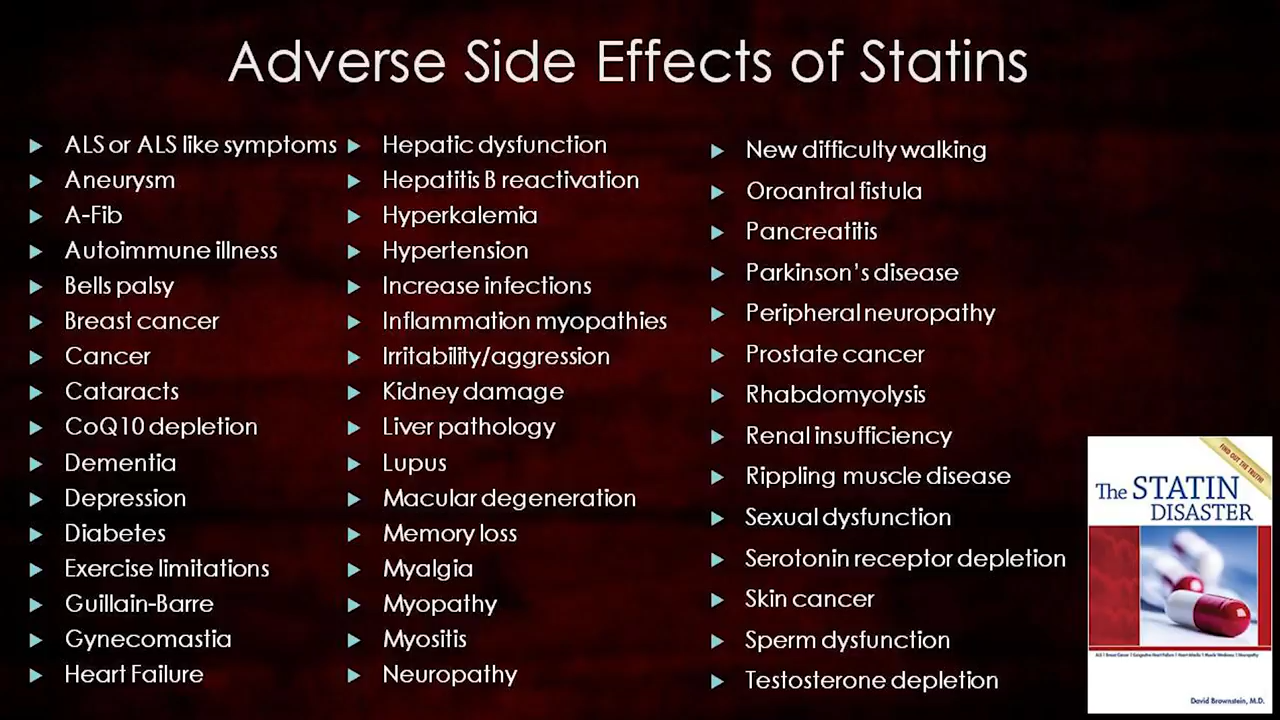 Adverse Side Effects of Statins
ALS or ALS like symptoms
Aneurysm
A-Fib
Autoimmune illness
Bells palsy
Breast cancer
Cancer
Cataracts
CoQ10 depletion
Dementia
Depression
Diabetes
Exercise limitations
Guillain-Barre
Gynecomastia
Heart Failure
Hepatic dysfunction
Hepatitis B reactivation
Hyperkalemia
Hypertension
Increase infections
Inflammation myopathies
Irritability/aggression
Kidney damage
Liver pathology
Lupus
Macular degeneration
Memory loss
Myalgia
Myopathy
Myositis
Neuropathy
New difficulty walking
Oroantral fistula
Pancreatitis
Parkinson's disease
Peripheral neuropathy
Prostate cancer
Rhabdomyolysis
Renal insufficiency
Rippling muscle disease
Sexual dysfunction
Serotonin receptor depletion
Skin cancer
Sperm dysfunction
Testosterone depletion
FIND OUT THE TRUTH!
The STATIN
DISASTER
David Brownstein, M.D.